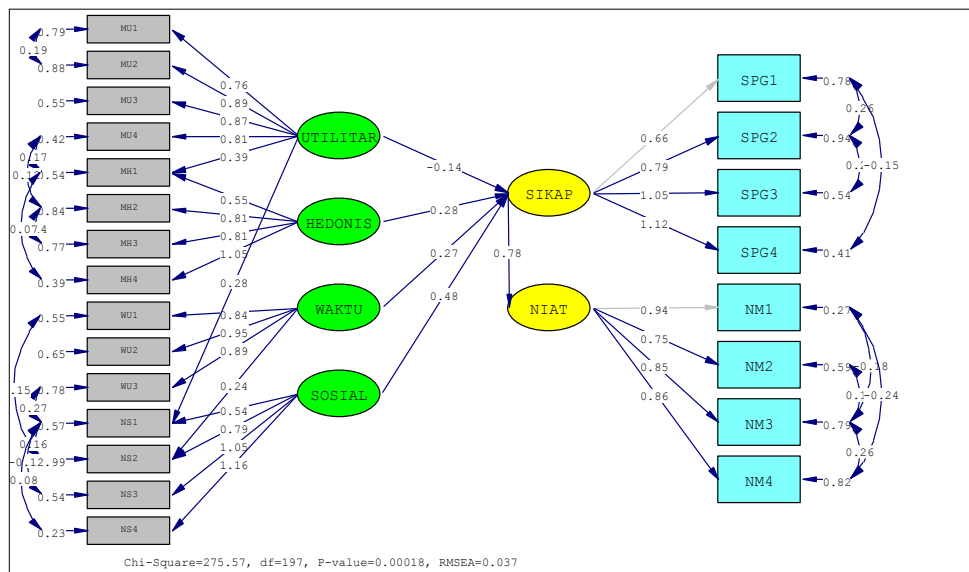 MU1
MU2
MU3
MU4
MH1
MH2
MH3
MH4
WU1
WU2
WU3
NS1
NS2
NS3
NS4
0.79
0.19
0.88
0.55
0.42
0.17
0.54
0.84
0.77
0.39
0.55
0.65
0.78
0.27
0.57
0.16
0.08
0.54
0.23
0.76
0.89
0.87
0.81
0.39
0.55
0.81
0.81
1.05
0.28
0.84
0.95
0.89
0.24
0.54
0.79
1.05
1.16
UTILITAR
HEDONIS
WAKTU
SOSIAL
-0.14
0.28
0.27
0.48
SIKAP
0.78
NIAT
0.66
0.79
1.05
1.12
0.94
0.75
0.85
0.86
SPG1
SPG2
SPG3
SPG4
NM1
NM2
NM3
NM4
0.78
0.26
0.94
-0.15
0.54
0.41
0.27
-0.18
0.59
-0.24
0.79
0.26
0.82
Chi-Square=275.57, df=197, P-value=0.00018, RMSEA=0.037